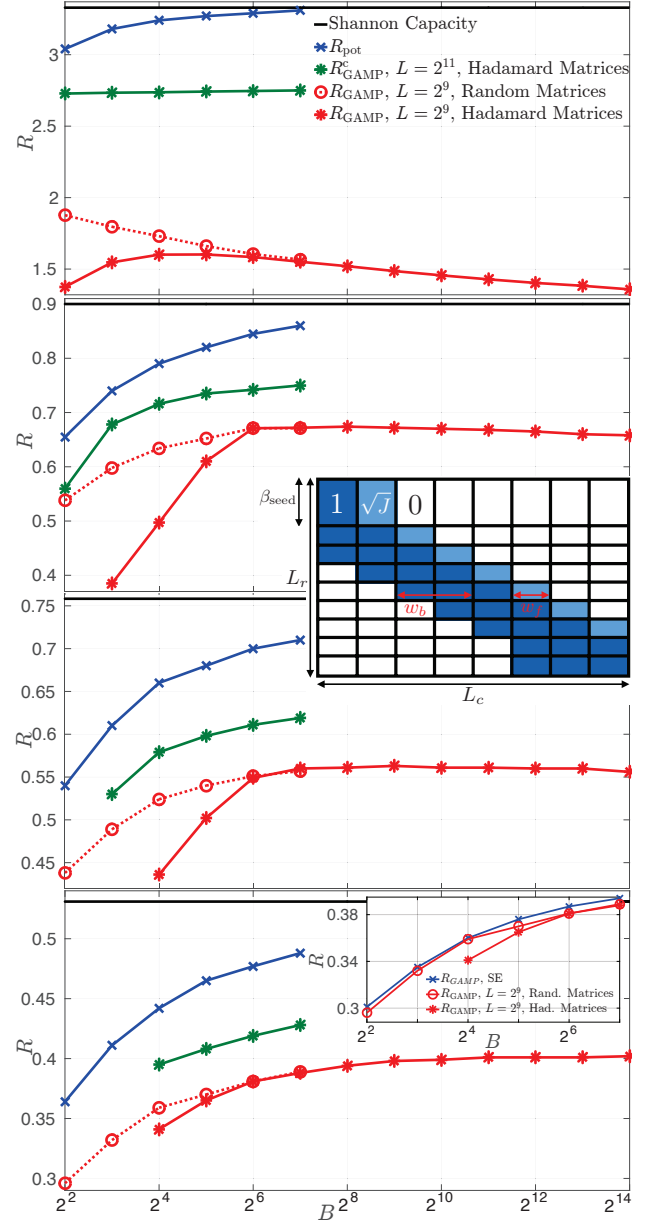 Shannon Capacity
R_pot
R^c_GAMP, L = 2^11, Hadamard Matrices
R_GAMP, L = 2^9, Random Matrices
R_GAMP, L = 2^9, Hadamard Matrices
3
2.5
2
1.5
R
0.9
0.8
0.7
0.6
0.5
0.4
R
β_seed
1 √J 0
L_r
w_b w_f
L_c
0.75
0.7
0.65
0.6
0.55
0.5
0.45
R
0.5
0.45
0.4
0.35
0.3
R
0.38
0.34
0.3
R
R_GAMP, SE
R_GAMP, L = 2^9, Rand. Matrices
R_GAMP, L = 2^9, Had. Matrices
2^2 2^4 2^6
B
2^2 2^4 2^6 2^8 2^10 2^12 2^14
B